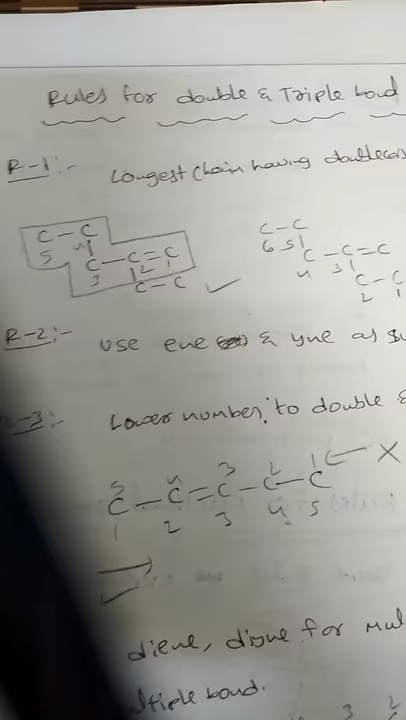 Rules for double & Triple bond
R-1:- Longest chain having double
C - C C - C
5 4 6 5
C - C = C C - C = C
3 2 1 4 3
C - C C - C
2 1
R-2:- Use ene & yne as
-3:- Lower number to double &
5 4 3 2 1
C - C = C - C - C ← X
1 2 3 4 5
→
✓
diene, diyne for Mul
ltiple bond.
3 2